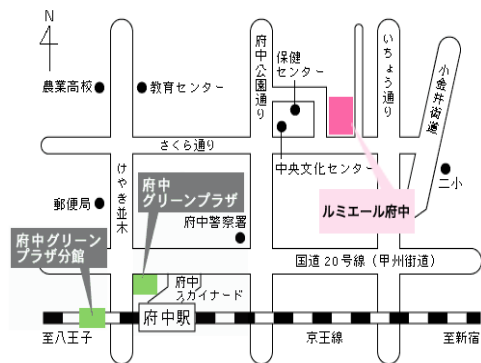 N
農業高校
教育センター
府中公園通り
保健
センター
いちょう通り
小金井街道
さくら通り
中央文化センター
二小
けやき並木
府中
グリーンプラザ
ルミエール府中
郵便局
府中警察署
府中グリーン
プラザ分館
国道20号線(甲州街道)
府中
スカイナード
府中駅
至八王子
京王線
至新宿